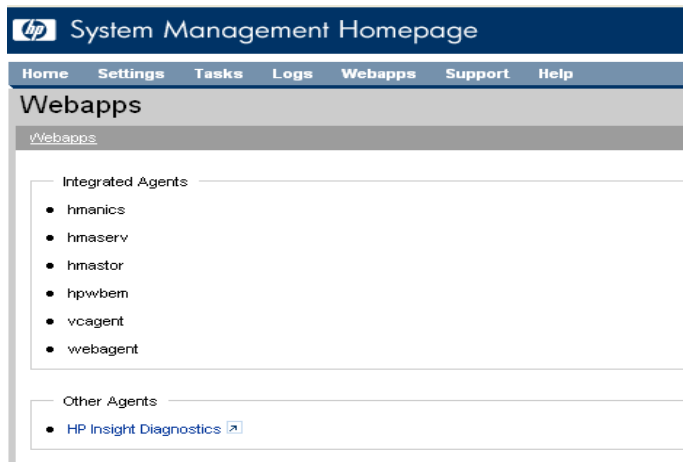 hp System Management Homepage
Home Settings Tasks Logs Webapps Support Help
Webapps
Webapps
Integrated Agents
hmanics
hmaserv
hmastor
hpwbem
vcagent
webagent
Other Agents
HP Insight Diagnostics